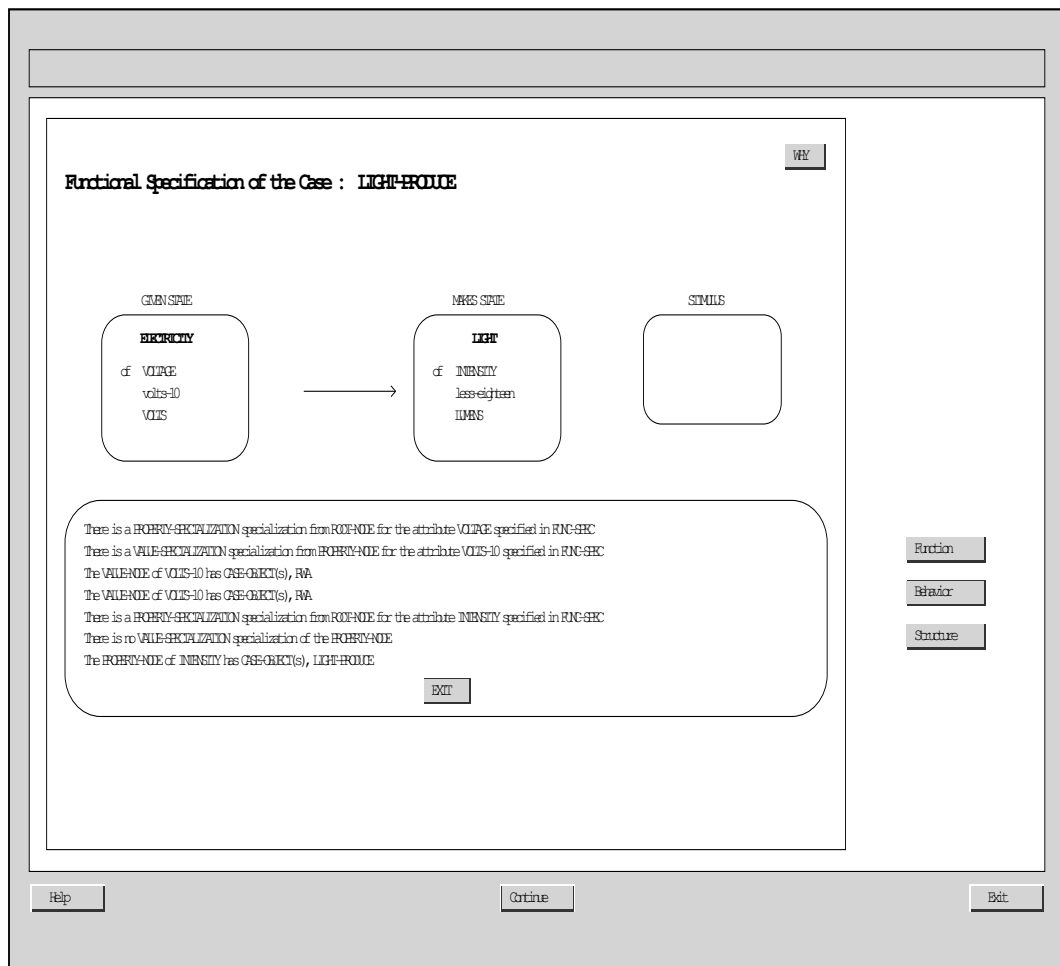 WHY
Functional Specification of the Case : LIGHT-PRODUCE
GIVEN STATE MAKES STATE STIMULUS
ELECTRICITY LIGHT
of VOLTAGE of INTENSITY
volts-10 less-eighteen
VOLTS LUMENS
There is a PROPERTY-SPECIALIZATION specialization from ROOT-NODE for the attribute VOLTAGE specified in FUNC-SPEC
There is a VALUE-SPECIALIZATION specialization from PROPERTY-NODE for the attribute VOLTS-10 specified in FUNC-SPEC
The VALUE-NODE of VOLTS-10 has CASE-OBJECT(s),
The VALUE-NODE of VOLTS-10 has CASE-OBJECT(s),
There is a PROPERTY-SPECIALIZATION specialization from ROOT-NODE for the attribute INTENSITY specified in FUNC-SPEC
There is no VALUE-SPECIALIZATION specialization of the PROPERTY-NODE
The PROPERTY-NODE of INTENSITY has CASE-OBJECT(s), LIGHT-PRODUCE
EXIT
Function
Behavior
Structure
Help Continue Exit